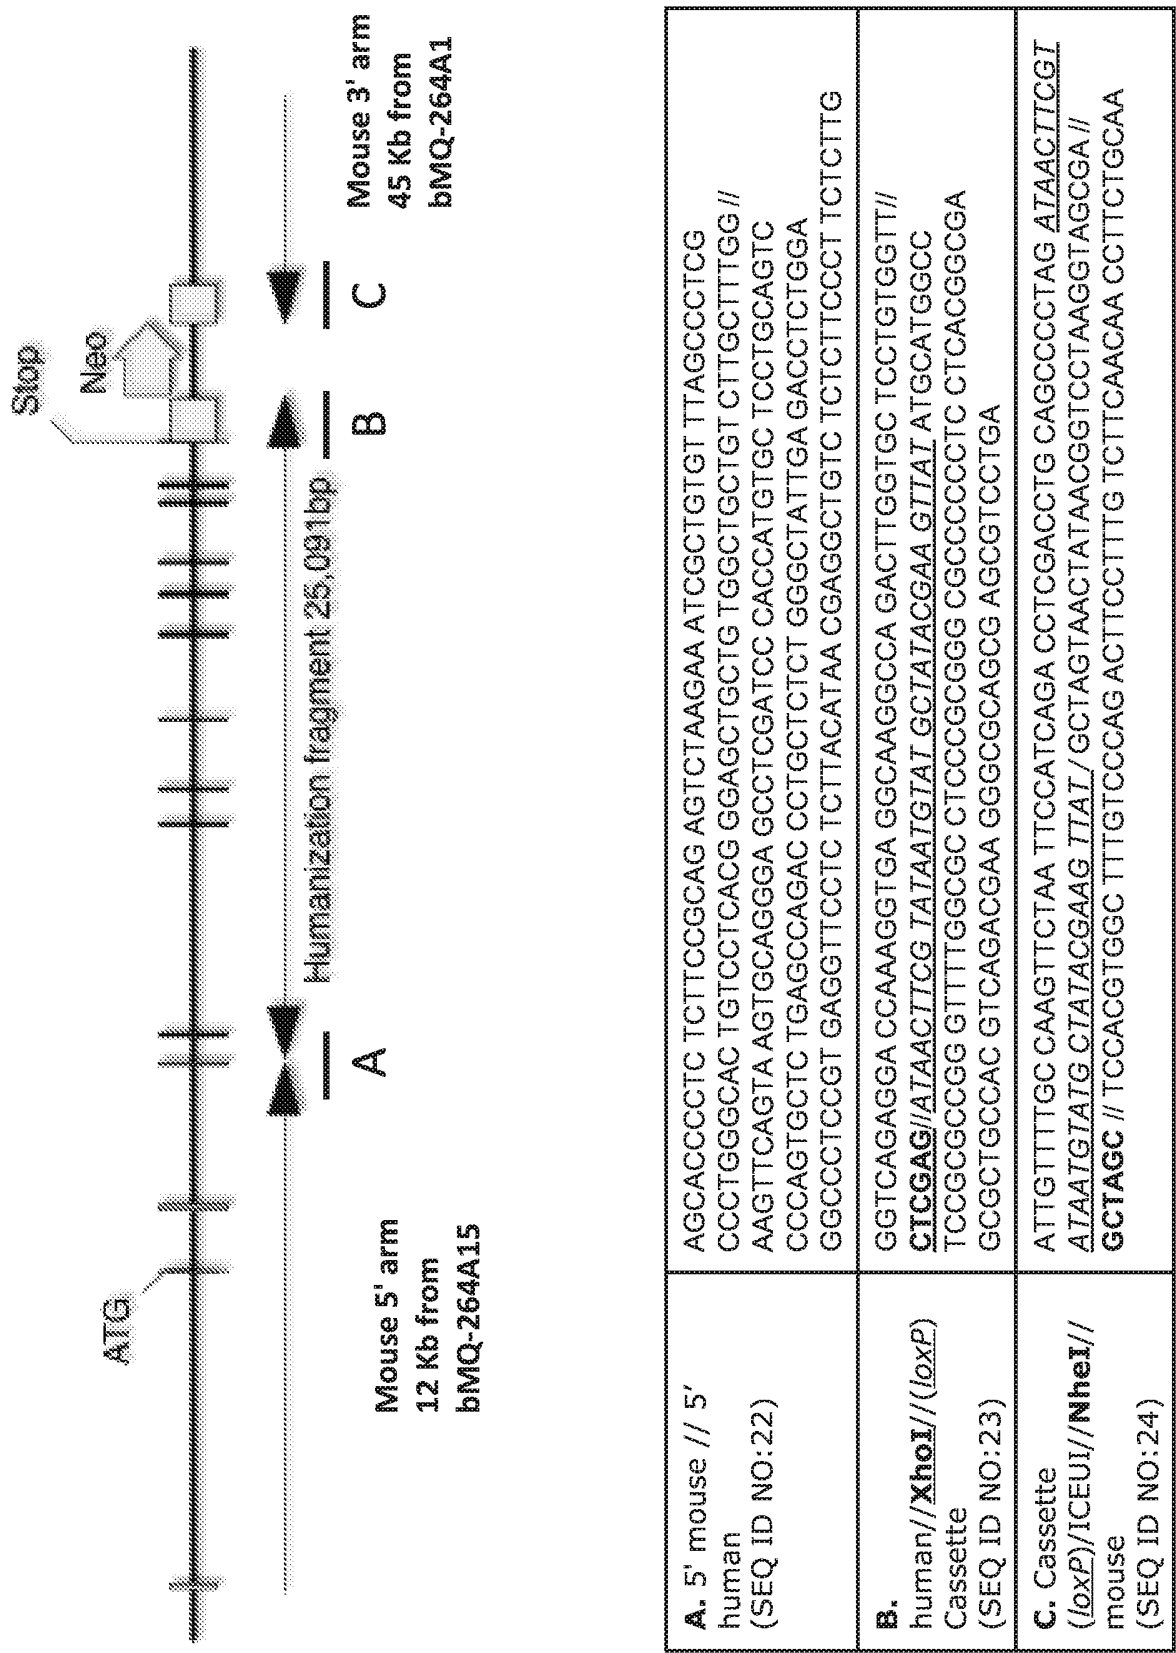 ATG
Stop
Neo
Mouse 5' arm
12 Kb from
bMQ-264A15
A
Humanization fragment 25,091bp
B
C
Mouse 3' arm
45 Kb from
bMQ-264A1
A. 5' mouse // 5'
human
(SEQ ID NO:22)
AGCACCCCTC TCTTCCGCAG AGTCTAAGAA ATCGCTGTGT TTAGCCCTCG
CCCTGGGCAC TGTCCTCACG GGAGCTGCTG TGGCTGCTGT CTTGCTTTGG //
AAGTTCAGTA AGTGCAGGGA GCCTCGATCC CACCATGTGC TCCTGCAGTC
CCCAGTGCTC TGAGCCAGAC CCTGCTCTCT GGGCTATTGA GACCTCTGGA
GGCCCTCCGT GAGGTTCCTC TCTTACATAA CGAGGCTGTC TCTCTTCCCT TCTCTTG
B.
human//XhoI//(loxP)
Cassette
(SEQ ID NO:23)
GGTCAGAGGA CCAAAGGTGA GGCAAGGCCA GACTTGGTGC TCCTGTGGTT//
CTCGAG//ATAACTTCG TATAATGTAT GCTATACGAA GTTAT ATGCATGGCC
TCCGCGCCGG GTTTTGGCGC CTCCCGCGGG CGCCCCCCTC CTCACGGCGA
GCGCTGCCAC GTCAGACGAA GGGCGCAGCG AGCGTCCTGA
C. Cassette
(loxP)/ICEUI//NheI//
mouse
(SEQ ID NO:24)
ATTGTTTTGC CAAGTTCTAA TTCCATCAGA CCTCGACCTG CAGCCCCTAG ATAACTTCGT
ATAATGTATG CTATACGAAG TTAT/ GCTAGTAACTATAACGGTCCTAAGGTAGCGA //
GCTAGC // TCCACGTGGC TTTGTCCCAG ACTTCCTTTG TCTTCAACAA CCTTCTGCAA